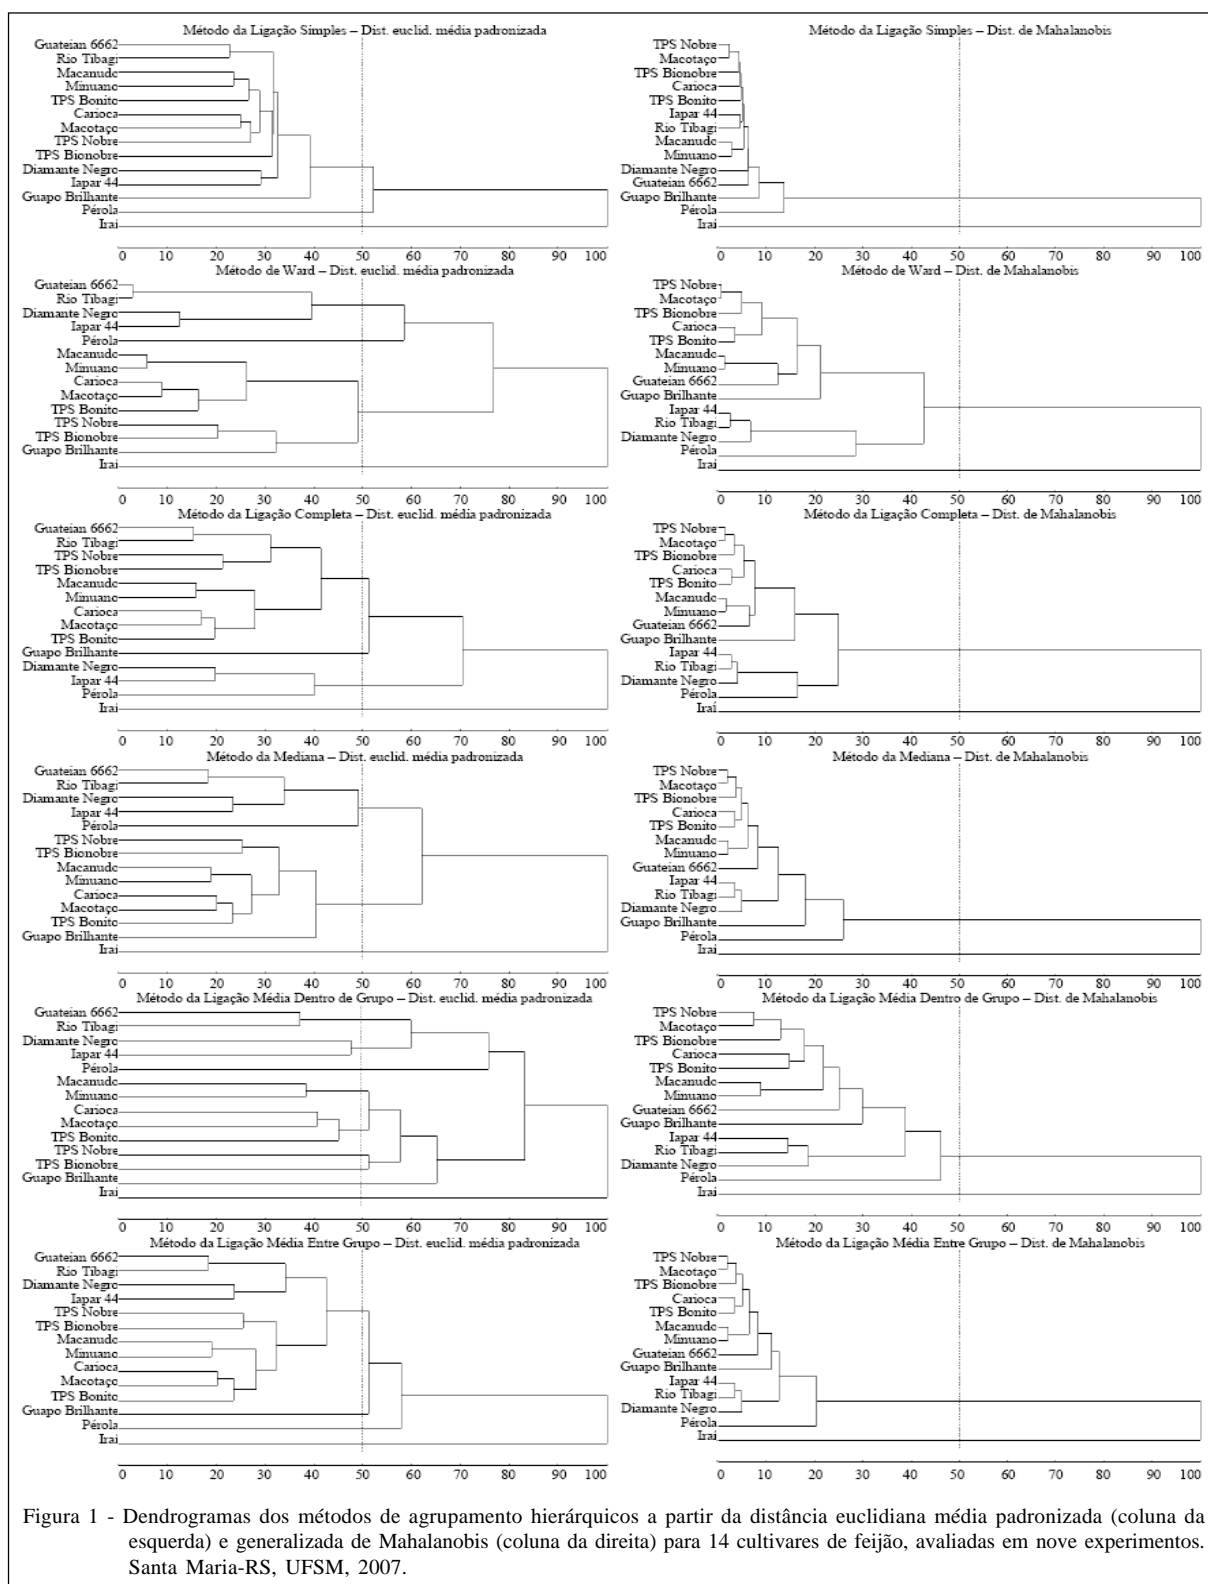 Método da Ligação Simples – Dist. euclid. média padronizada
Guateian 6662
Rio Tibagi
Macanudo
Minuano
TPS Bonito
Carioca
Macotaço
TPS Nobre
TPS Bionobre
Diamante Negro
Iapar 44
Guapo Brilhante
Pérola
Irai
0 10 20 30 40 50 60 70 80 90 100
Método da Ligação Simples – Dist. de Mahalanobis
TPS Nobre
Macotaço
TPS Bionobre
Carioca
TPS Bonito
Iapar 44
Rio Tibagi
Macanudo
Minuano
Diamante Negro
Guateian 6662
Guapo Brilhante
Pérola
Irai
0 10 20 30 40 50 60 70 80 90 100
Método de Ward – Dist. euclid. média padronizada
Guateian 6662
Rio Tibagi
Diamante Negro
Iapar 44
Pérola
Macanudo
Minuano
Carioca
Macotaço
TPS Bonito
TPS Nobre
TPS Bionobre
Guapo Brilhante
Irai
0 10 20 30 40 50 60 70 80 90 100
Método de Ward – Dist. de Mahalanobis
TPS Nobre
Macotaço
TPS Bionobre
Carioca
TPS Bonito
Macanudo
Minuano
Guateian 6662
Guapo Brilhante
Iapar 44
Rio Tibagi
Diamante Negro
Pérola
Irai
0 10 20 30 40 50 60 70 80 90 100
Método da Ligação Completa – Dist. euclid. média padronizada
Guateian 6662
Rio Tibagi
TPS Nobre
TPS Bionobre
Macanudo
Minuano
Carioca
Macotaço
TPS Bonito
Guapo Brilhante
Diamante Negro
Iapar 44
Pérola
Irai
0 10 20 30 40 50 60 70 80 90 100
Método da Ligação Completa – Dist. de Mahalanobis
TPS Nobre
Macotaço
TPS Bionobre
Carioca
TPS Bonito
Macanudo
Minuano
Guateian 6662
Guapo Brilhante
Iapar 44
Rio Tibagi
Diamante Negro
Pérola
Irai
0 10 20 30 40 50 60 70 80 90 100
Método da Mediana – Dist. euclid. média padronizada
Guateian 6662
Rio Tibagi
Diamante Negro
Iapar 44
Pérola
TPS Nobre
TPS Bionobre
Macanudo
Minuano
Carioca
Macotaço
TPS Bonito
Guapo Brilhante
Irai
0 10 20 30 40 50 60 70 80 90 100
Método da Mediana – Dist. de Mahalanobis
TPS Nobre
Macotaço
TPS Bionobre
Carioca
TPS Bonito
Macanudo
Minuano
Guateian 6662
Iapar 44
Rio Tibagi
Diamante Negro
Guapo Brilhante
Pérola
Irai
0 10 20 30 40 50 60 70 80 90 100
Método da Ligação Média Dentro de Grupo – Dist. euclid. média padronizada
Guateian 6662
Rio Tibagi
Diamante Negro
Iapar 44
Pérola
Macanudo
Minuano
Carioca
Macotaço
TPS Bonito
TPS Nobre
TPS Bionobre
Guapo Brilhante
Irai
0 10 20 30 40 50 60 70 80 90 100
Método da Ligação Média Dentro de Grupo – Dist. de Mahalanobis
TPS Nobre
Macotaço
TPS Bionobre
Carioca
TPS Bonito
Macanudo
Minuano
Guateian 6662
Guapo Brilhante
Iapar 44
Rio Tibagi
Diamante Negro
Pérola
Irai
0 10 20 30 40 50 60 70 80 90 100
Método da Ligação Média Entre Grupo – Dist. euclid. média padronizada
Guateian 6662
Rio Tibagi
Diamante Negro
Iapar 44
TPS Nobre
TPS Bionobre
Macanudo
Minuano
Carioca
Macotaço
TPS Bonito
Guapo Brilhante
Pérola
Irai
0 10 20 30 40 50 60 70 80 90 100
Método da Ligação Média Entre Grupo – Dist. de Mahalanobis
TPS Nobre
Macotaço
TPS Bionobre
Carioca
TPS Bonito
Macanudo
Minuano
Guateian 6662
Guapo Brilhante
Iapar 44
Rio Tibagi
Diamante Negro
Pérola
Irai
0 10 20 30 40 50 60 70 80 90 100
Figura 1 - Dendrogramas dos métodos de agrupamento hierárquicos a partir da distância euclidiana média padronizada (coluna da
esquerda) e generalizada de Mahalanobis (coluna da direita) para 14 cultivares de feijão, avaliadas em nove experimentos.
Santa Maria-RS, UFSM, 2007.